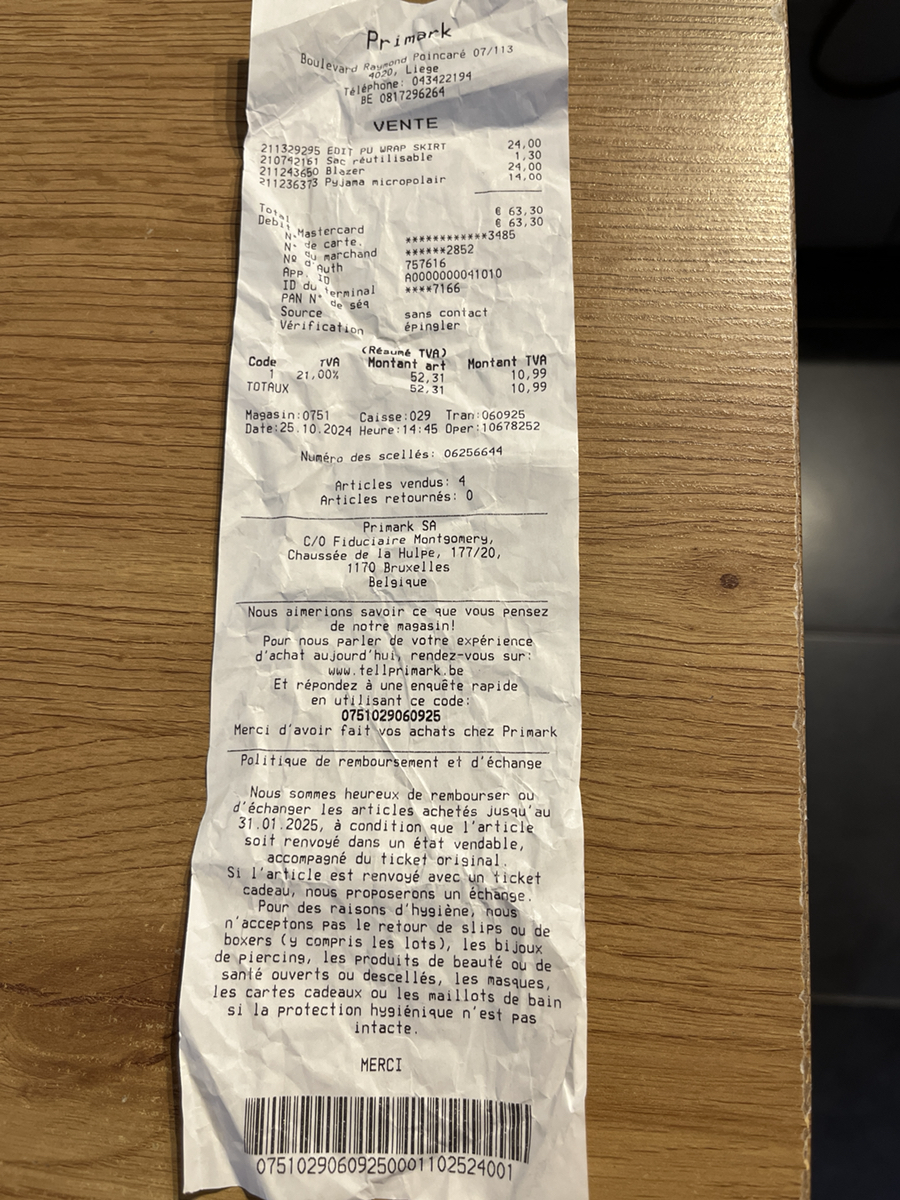 Primark
Boulevard Raymond Poincaré 07/113
4020, Liege
Téléphone: 043422194
BE 0817296264
VENTE
211329295 EDIT PU WRAP SKIRT 24,00
210742161 Sac réutilisable 1,30
211243650 Blazer 24,00
211236373 Pyjama micropolair 14,00
Total € 63,30
Debit Mastercard € 63,30
N° de carte. ************3485
N° du marchand ******2852
N° d'Auth 757616
App. ID A0000000041010
ID du terminal ****7166
PAN N° de séq
Source sans contact
Vérification épingler
(Résumé TVA)
Code TVA Montant art Montant TVA
1 21,00% 52,31 10,99
TOTAUX 52,31 10,99
Magasin:0751 Caisse:029 Tran:060925
Date:25.10.2024 Heure:14:45 Oper:10678252
Numéro des scellés: 06256644
Articles vendus: 4
Articles retournés: 0
Primark SA
C/O Fiduciaire Montgomery,
Chaussée de la Hulpe, 177/20,
1170 Bruxelles
Belgique
Nous aimerions savoir ce que vous pensez
de notre magasin!
Pour nous parler de votre expérience
d'achat aujourd'hui, rendez-vous sur:
www.tellprimark.be
Et répondez à une enquête rapide
en utilisant ce code:
0751029060925
Merci d'avoir fait vos achats chez Primark
Politique de remboursement et d'échange
Nous sommes heureux de rembourser ou
d'échanger les articles achetés jusqu'au
31.01.2025, à condition que l'article
soit renvoyé dans un état vendable,
accompagné du ticket original.
Si l'article est renvoyé avec un ticket
cadeau, nous proposerons un échange.
Pour des raisons d'hygiène, nous
n'acceptons pas le retour de slips ou de
boxers (y compris les lots), les bijoux
de piercing, les produits de beauté ou de
santé ouverts ou descellés, les masques,
les cartes cadeaux ou les maillots de bain
si la protection hygiénique n'est pas
intacte.
MERCI
07510290609250001102524001